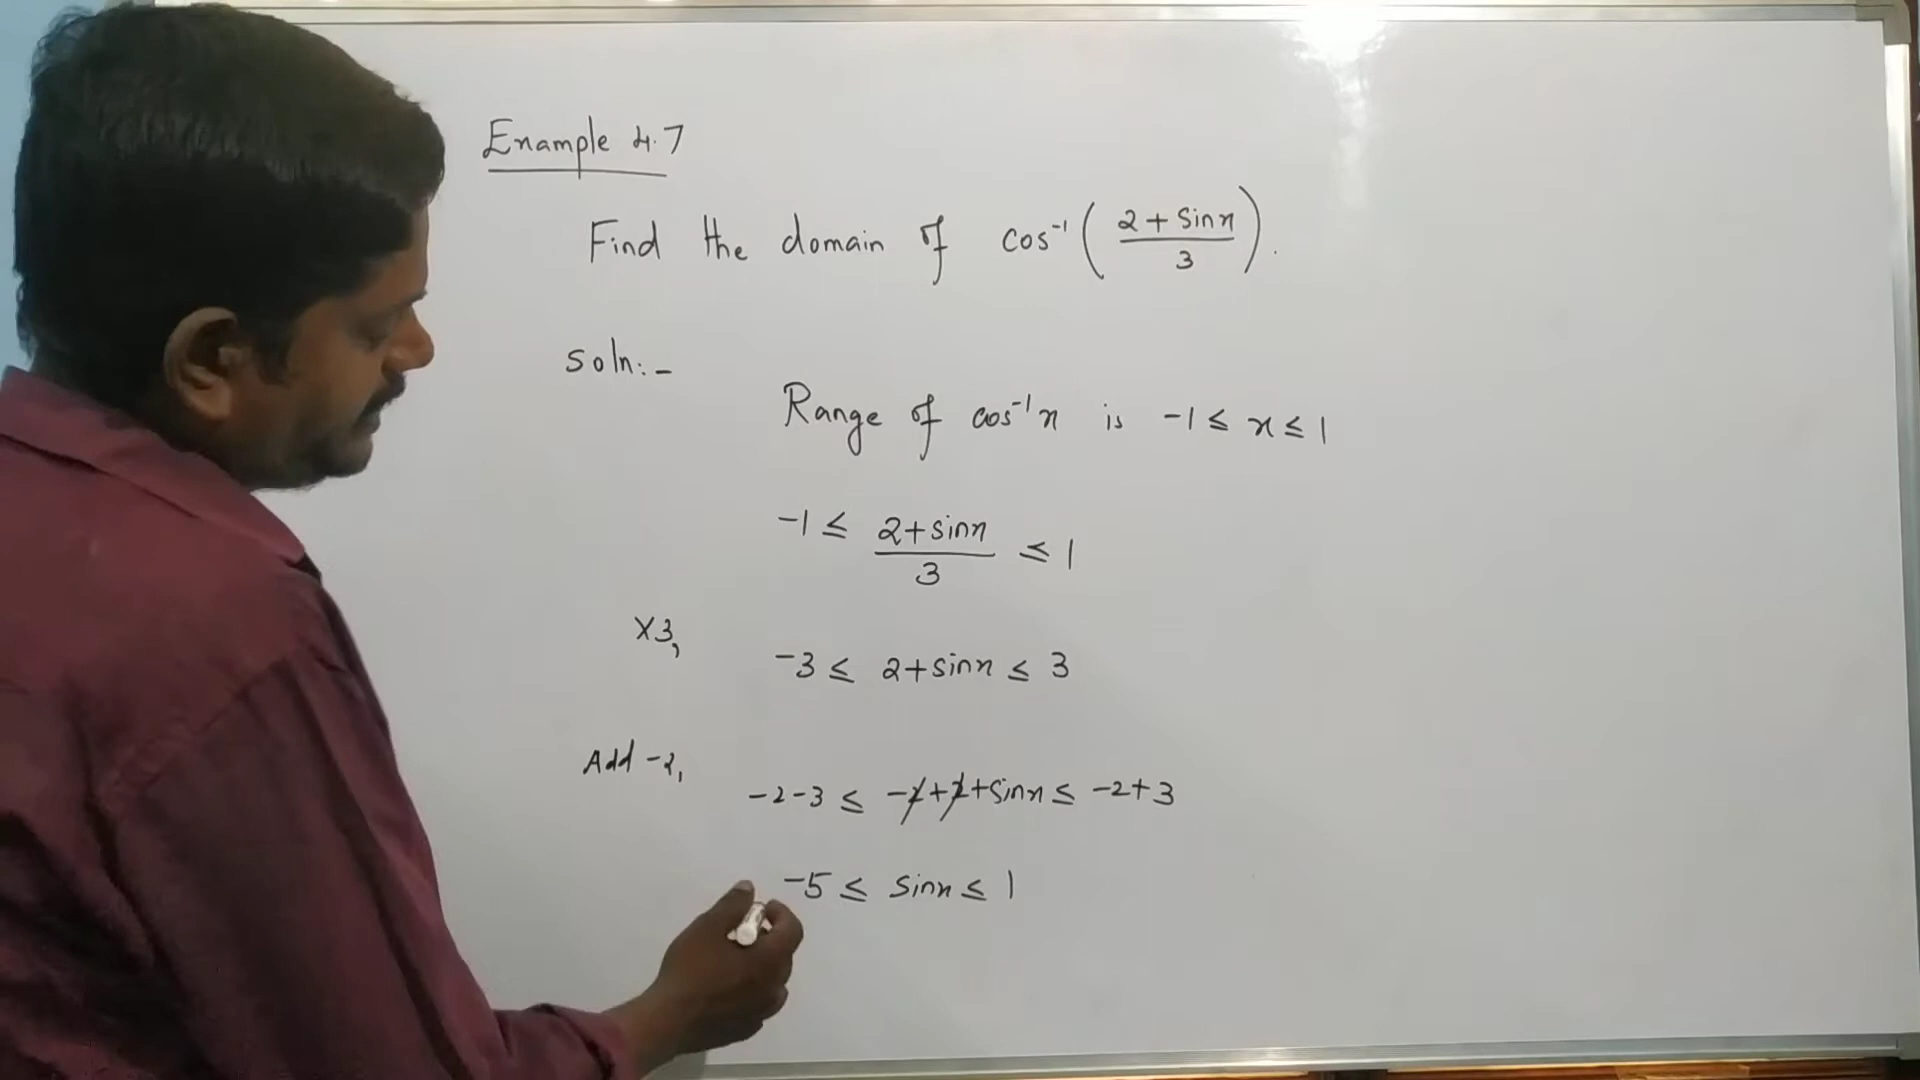 Example 4.7
Find the domain of cos⁻¹(2+sinx/3).
Soln:-
Range of cos⁻¹x is -1 ≤ x ≤ 1
-1 ≤ 2+sinx/3 ≤ 1
X3, -3 ≤ 2+sinx ≤ 3
Add -2, -2-3 ≤ -2+2+sinx ≤ -2+3
-5 ≤ sinx ≤ 1